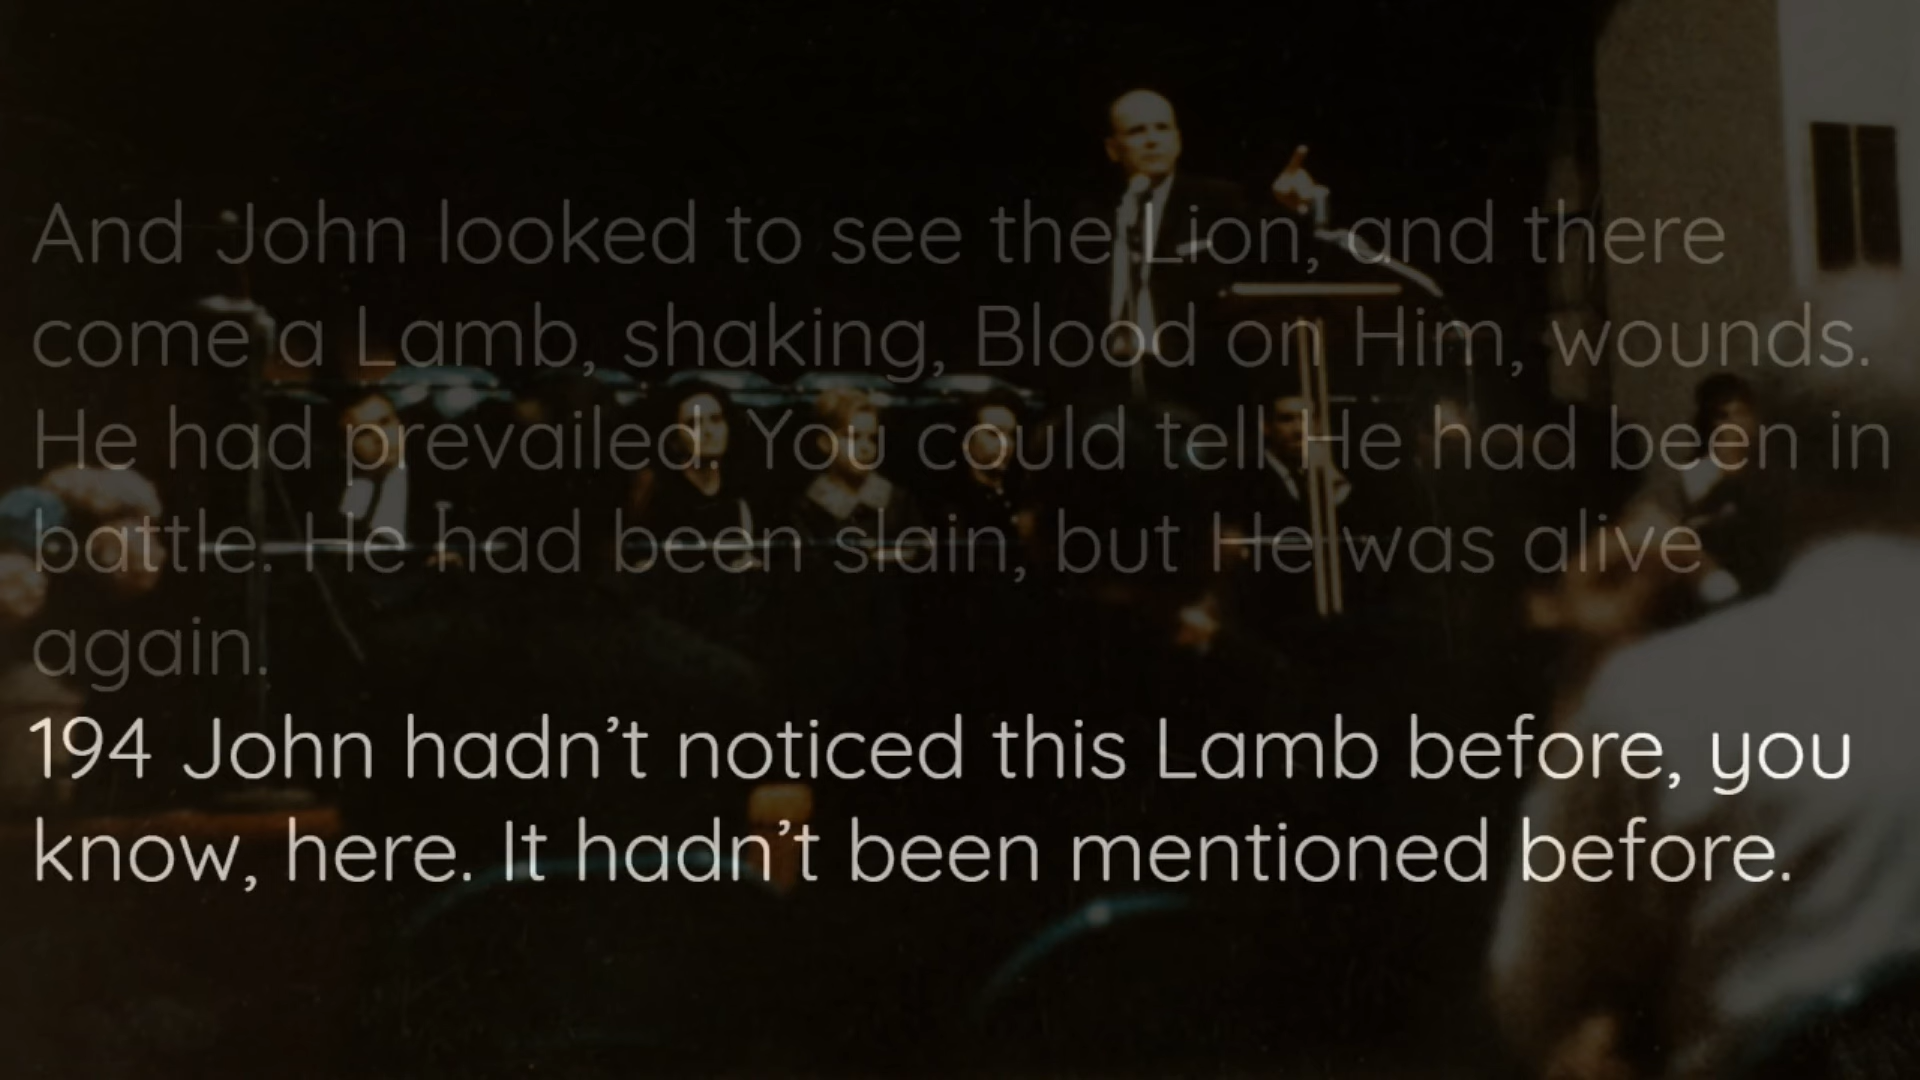 And John looked to see the Lion, and there
come a Lamb, shaking, Blood on Him, wounds.
He had prevailed. You could tell He had been in
battle. He had been slain, but He was alive
again.
194 John hadn’t noticed this Lamb before, you
know, here. It hadn’t been mentioned before.